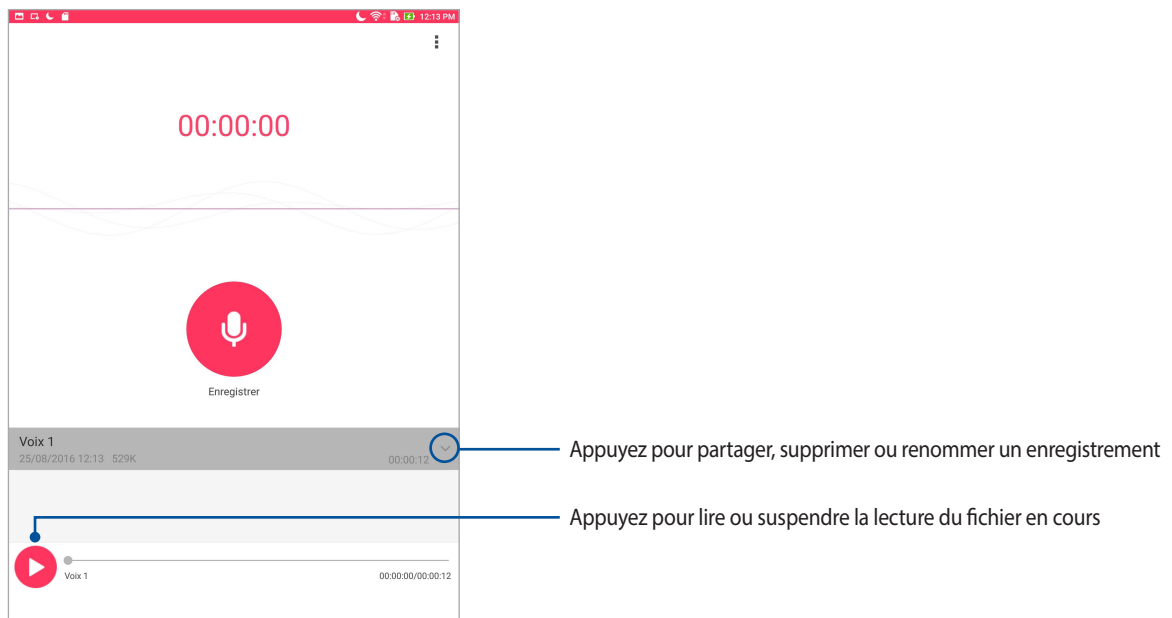 12:13 PM
00:00:00
Enregistrer
Voix 1
25/08/2016 12:13 529K
00:00:12
Appuyez pour partager, supprimer ou renommer un enregistrement
Appuyez pour lire ou suspendre la lecture du fichier en cours
Voix 1
00:00:00/00:00:12